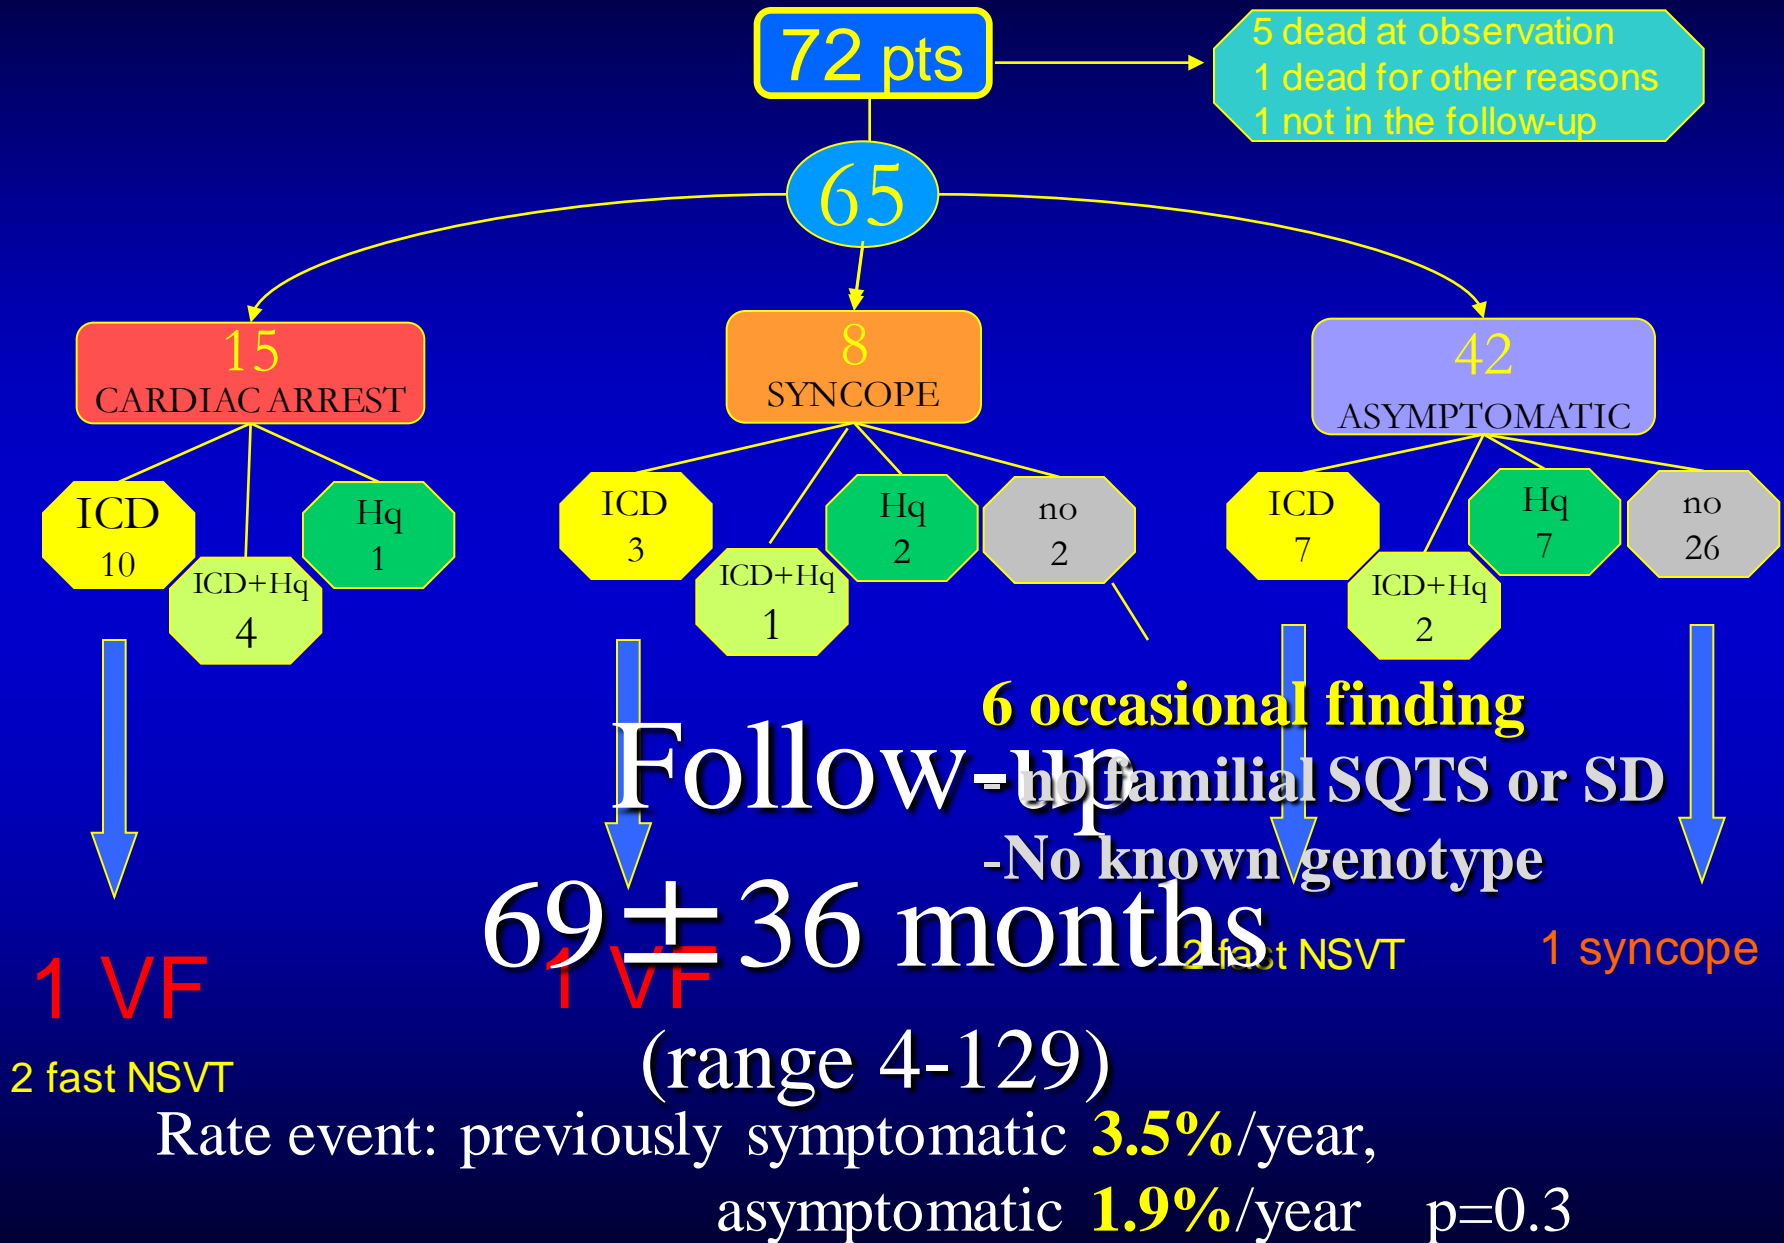 72 pts
5 dead at observation
1 dead for other reasons
1 not in the follow-up
65
15
CARDIAC ARREST
8
SYNCOPE
42
ASYMPTOMATIC
ICD
10
ICD+Hq
4
Hq
1
ICD
3
ICD+Hq
1
Hq
2
no
2
ICD
7
ICD+Hq
2
Hq
7
no
26
6 occasional finding
- no familial SQTS or SD
-No known genotype
Follow-up
69±36 months
(range 4-129)
1 VF
2 fast NSVT
1 VF
2 fast NSVT
1 syncope
Rate event: previously symptomatic 3.5%/year,
asymptomatic 1.9%/year p=0.3